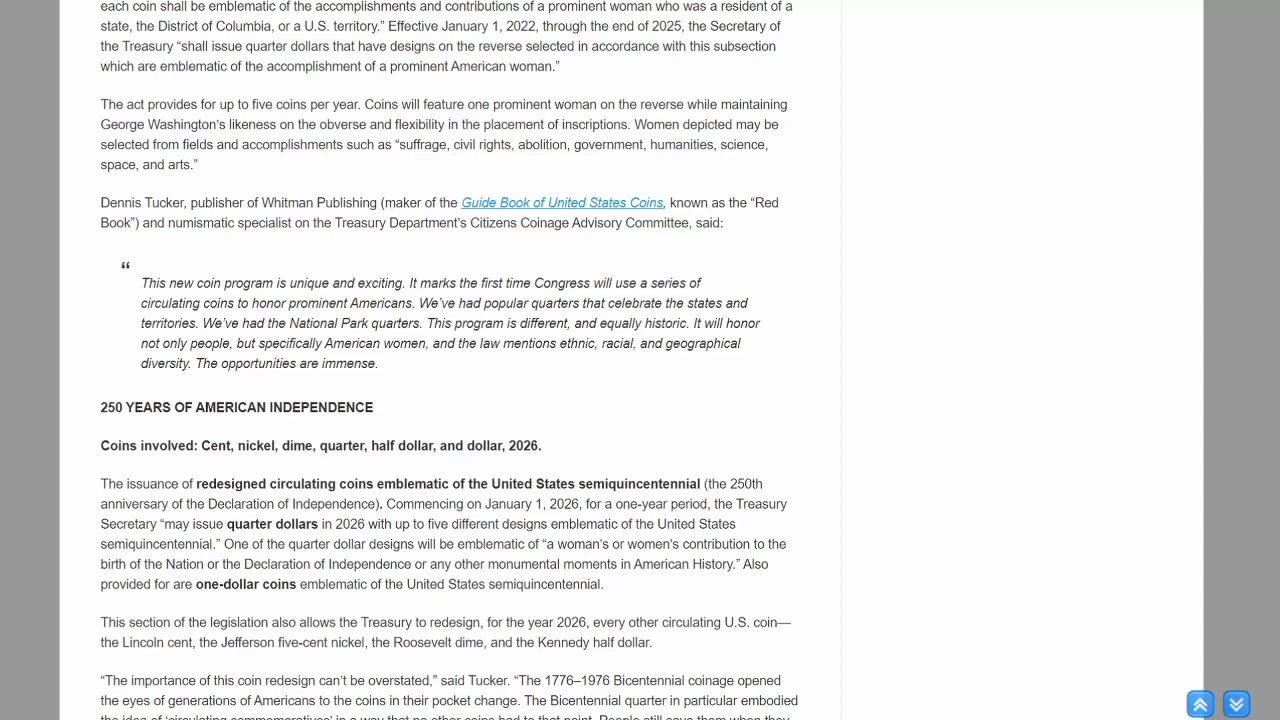 each coin shall be emblematic of the accomplishments and contributions of a prominent woman who was a resident of a
state, the District of Columbia, or a U.S. territory.” Effective January 1, 2022, through the end of 2025, the Secretary of
the Treasury “shall issue quarter dollars that have designs on the reverse selected in accordance with this subsection
which are emblematic of the accomplishment of a prominent American woman.”
The act provides for up to five coins per year. Coins will feature one prominent woman on the reverse while maintaining
George Washington’s likeness on the obverse and flexibility in the placement of inscriptions. Women depicted may be
selected from fields and accomplishments such as “suffrage, civil rights, abolition, government, humanities, science,
space, and arts.”
Dennis Tucker, publisher of Whitman Publishing (maker of the Guide Book of United States Coins, known as the “Red
Book”) and numismatic specialist on the Treasury Department’s Citizens Coinage Advisory Committee, said:
“
This new coin program is unique and exciting. It marks the first time Congress will use a series of
circulating coins to honor prominent Americans. We’ve had popular quarters that celebrate the states and
territories. We’ve had the National Park quarters. This program is different, and equally historic. It will honor
not only people, but specifically American women, and the law mentions ethnic, racial, and geographical
diversity. The opportunities are immense.
250 YEARS OF AMERICAN INDEPENDENCE
Coins involved: Cent, nickel, dime, quarter, half dollar, and dollar, 2026.
The issuance of redesigned circulating coins emblematic of the United States semiquincentennial (the 250th
anniversary of the Declaration of Independence). Commencing on January 1, 2026, for a one-year period, the Treasury
Secretary “may issue quarter dollars in 2026 with up to five different designs emblematic of the United States
semiquincentennial.” One of the quarter dollar designs will be emblematic of “a woman’s or women’s contribution to the
birth of the Nation or the Declaration of Independence or any other monumental moments in American History.” Also
provided for are one-dollar coins emblematic of the United States semiquincentennial.
This section of the legislation also allows the Treasury to redesign, for the year 2026, every other circulating U.S. coin—
the Lincoln cent, the Jefferson five-cent nickel, the Roosevelt dime, and the Kennedy half dollar.
“The importance of this coin redesign can’t be overstated,” said Tucker. “The 1776–1976 Bicentennial coinage opened
the eyes of generations of Americans to the coins in their pocket change. The Bicentennial quarter in particular embodied
the idea of ‘circulating commemoratives’ in a way that no other coins had to that point. People still save them when they